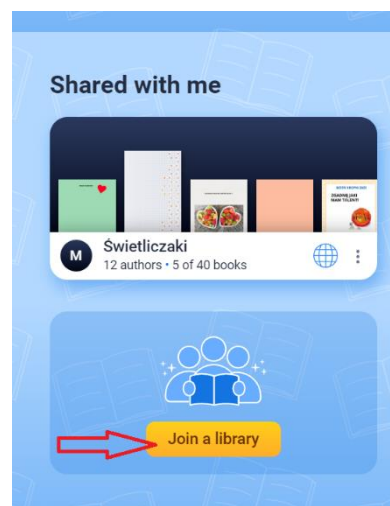 Shared with me
M
Świetliczaki
12 authors • 5 of 40 books
Join a library